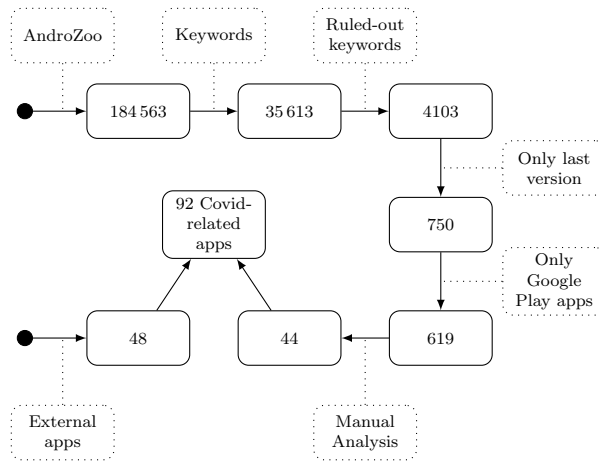 AndroZoo
Keywords
Ruled-out
keywords
184 563
35 613
4103
Only last
version
92 Covid-
related
apps
750
Only
Google
Play apps
48
44
619
External
apps
Manual
Analysis